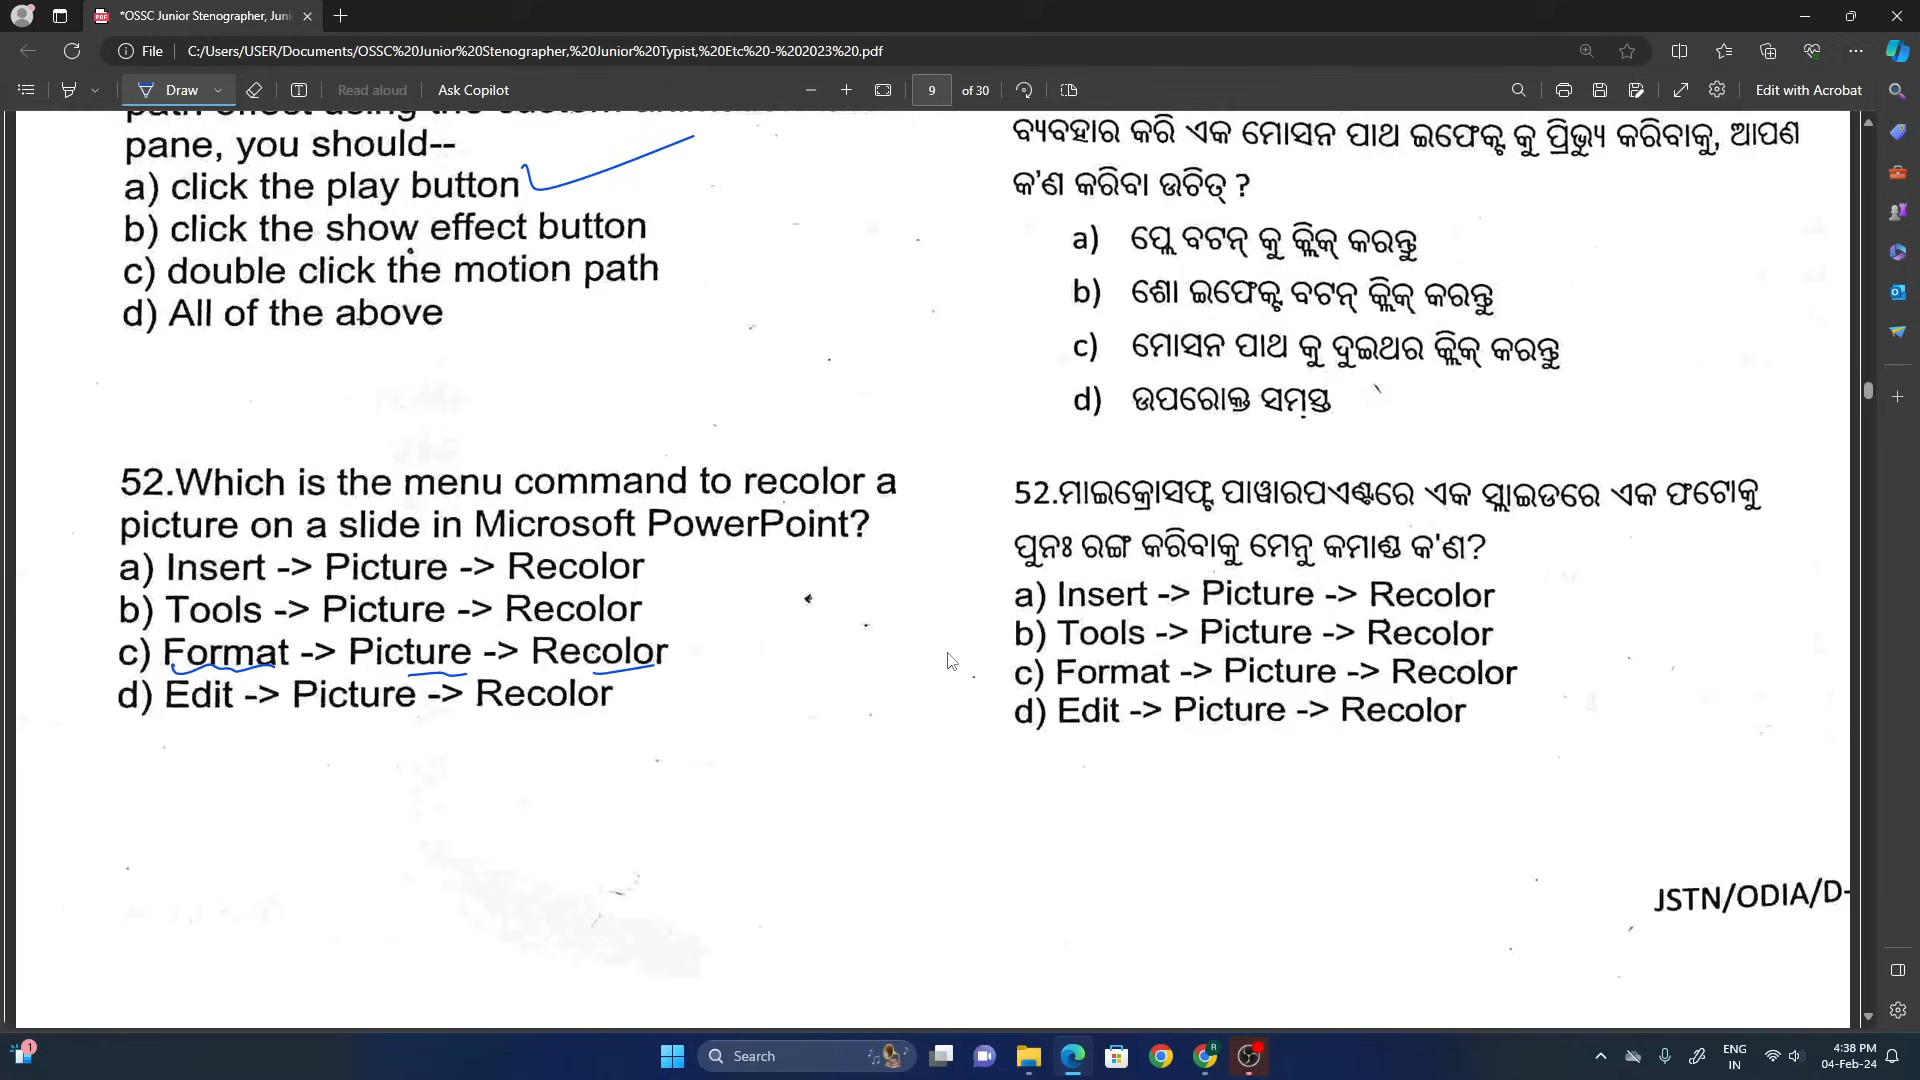 *OSSC Junior Stenographer, Juni
File
C:/Users/USER/Documents/OSSC%20Junior%20Stenographer,%20Junior%20Typist,%20Etc%20-%202023%20.pdf
Draw
Read aloud
Ask Copilot
9
of 30
Edit with Acrobat
pane, you should--
a) click the play button
b) click the show effect button
c) double click the motion path
d) All of the above
52.Which is the menu command to recolor a
picture on a slide in Microsoft PowerPoint?
a) Insert -> Picture -> Recolor
b) Tools -> Picture -> Recolor
c) Format -> Picture -> Recolor
d) Edit -> Picture -> Recolor
ବ୍ୟବହାର କରି ଏକ ମୋସନ ପାଥ ଇଫେକ୍ଟ କୁ ପ୍ରିଭ୍ୟୁ କରିବାକୁ, ଆପଣ
କ'ଣ କରିବା ଉଚିତ୍ ?
a) ପ୍ଲେ ବଟନ୍ କୁ କ୍ଲିକ୍ କରନ୍ତୁ
b) ଶୋ ଇଫେକ୍ଟ ବଟନ୍ କ୍ଲିକ୍ କରନ୍ତୁ
c) ମୋସନ ପାଥ କୁ ଦୁଇଥର କ୍ଲିକ୍ କରନ୍ତୁ
d) ଉପରୋକ୍ତ ସମସ୍ତ
52.ମାଇକ୍ରୋସଫ୍ଟ ପାୱାରପଏଣ୍ଟରେ ଏକ ସ୍ଲାଇଡରେ ଏକ ଫଟୋକୁ
ପୁନଃ ରଙ୍ଗ କରିବାକୁ ମେନୁ କମାଣ୍ଡ କ'ଣ?
a) Insert -> Picture -> Recolor
b) Tools -> Picture -> Recolor
c) Format -> Picture -> Recolor
d) Edit -> Picture -> Recolor
JSTN/ODIA/D-
1
Search
ENG
IN
4:38 PM
04-Feb-24